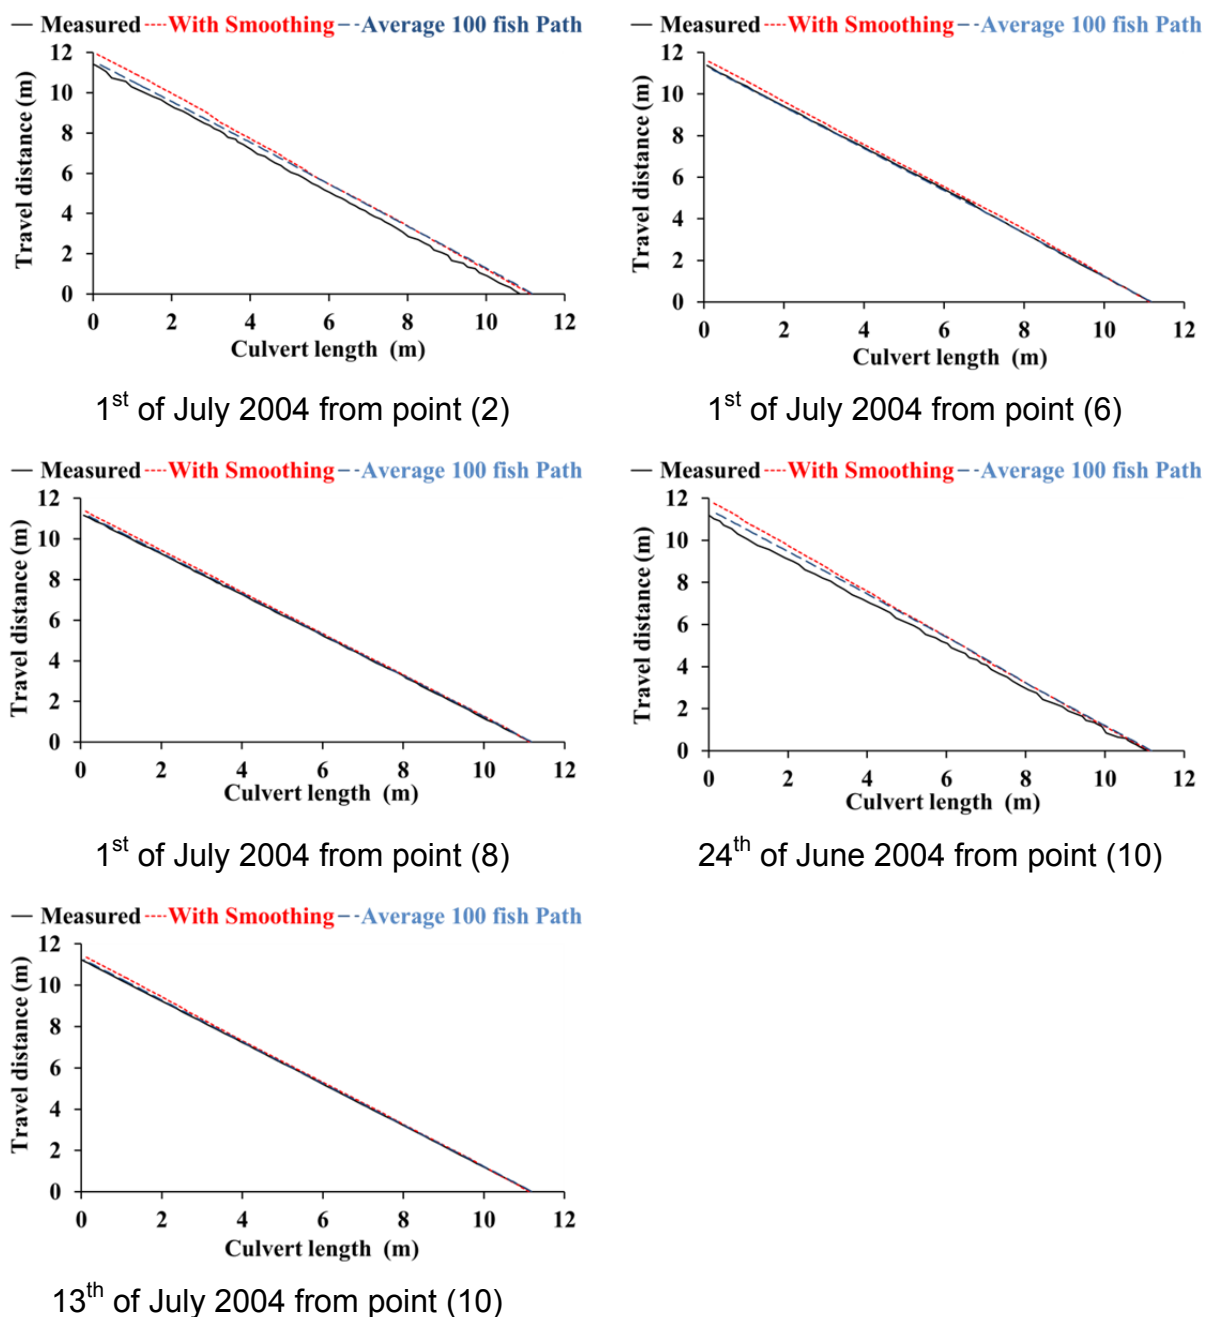 Measured With Smoothing Average 100 fish Path
12
10
8
6
4
2
0
Travel distance (m)
0 2 4 6 8 10 12
Culvert length (m)
1st of July 2004 from point (2)
Measured With Smoothing Average 100 fish Path
12
10
8
6
4
2
0
Travel distance (m)
0 2 4 6 8 10 12
Culvert length (m)
1st of July 2004 from point (6)
Measured With Smoothing Average 100 fish Path
12
10
8
6
4
2
0
Travel distance (m)
0 2 4 6 8 10 12
Culvert length (m)
1st of July 2004 from point (8)
Measured With Smoothing Average 100 fish Path
12
10
8
6
4
2
0
Travel distance (m)
0 2 4 6 8 10 12
Culvert length (m)
24th of June 2004 from point (10)
Measured With Smoothing Average 100 fish Path
12
10
8
6
4
2
0
Travel distance (m)
0 2 4 6 8 10 12
Culvert length (m)
13th of July 2004 from point (10)